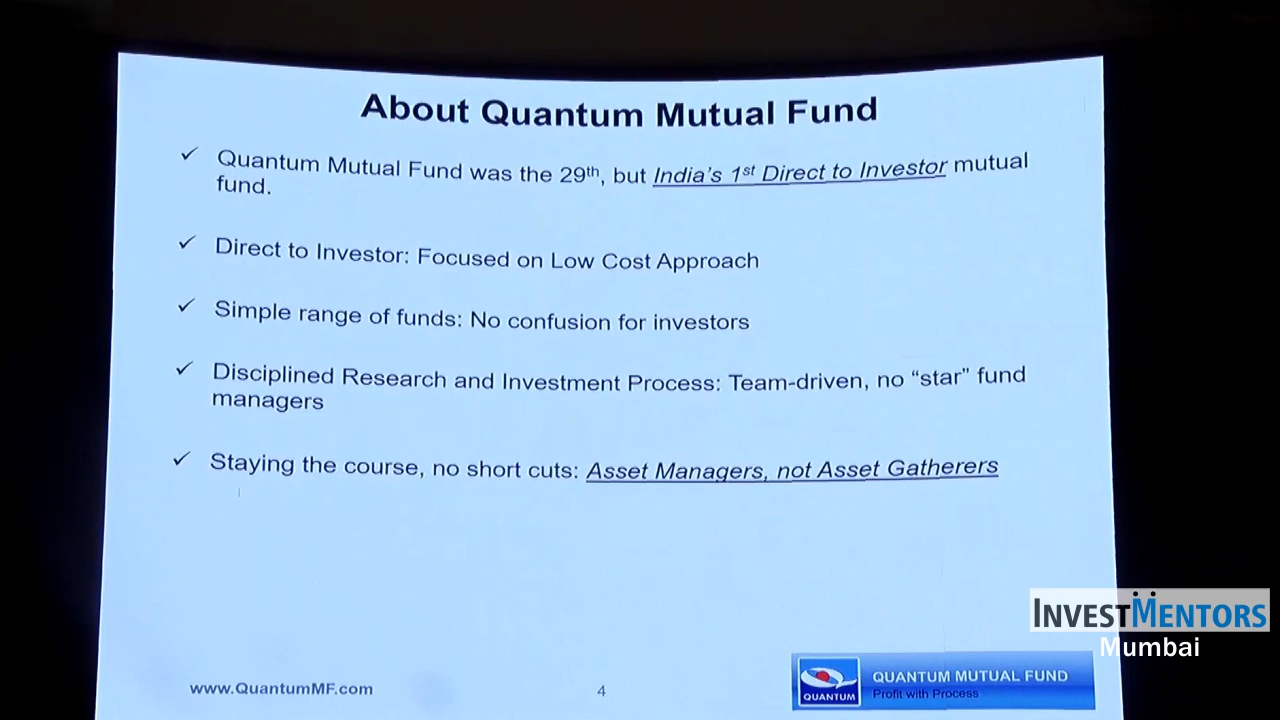 About Quantum Mutual Fund
✓ Quantum Mutual Fund was the 29th, but India's 1st Direct to Investor mutual
fund.
✓ Direct to Investor: Focused on Low Cost Approach
✓ Simple range of funds: No confusion for investors
✓ Disciplined Research and Investment Process: Team-driven, no “star” fund
managers
✓ Staying the course, no short cuts: Asset Managers, not Asset Gatherers
INVESTMENTORS
Mumbai
www.QuantumMF.com
4
QUANTUM
QUANTUM MUTUAL FUND
Profit with Process